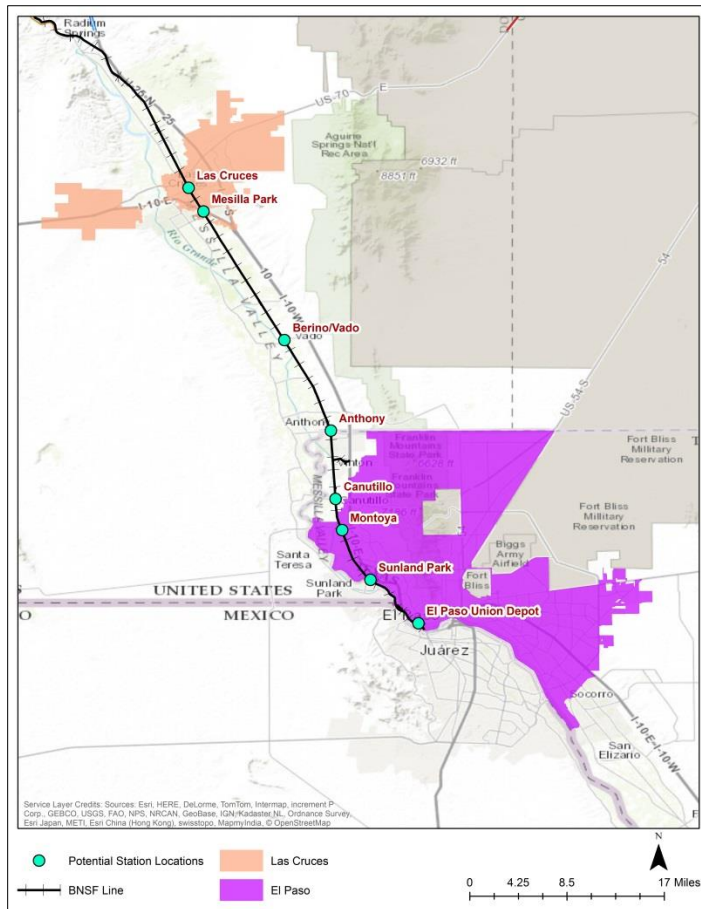 Radium
Springs
I-25-N
25
US-70
E
Aguirre
Springs Nat'l
Rec Area
6932 ft
8851 ft
54
Las Cruces
I-10-E
Mesilla Park
Rio Grande
MESSILLA VALLEY
10
I-10-W
Berino/Vado
Vado
US-54-S
Anthony
Anthony
Franklin
Mountains
State Park
Fort Bliss
Military
Reservation
Vinton
Canutillo
Canutillo
Montoya
Fort Bliss
Military
Reservation
Biggs
Army
Airfield
Santa
Teresa
Fort
Bliss
Sunland Park
Sunland
Park
UNITED STATES
MEXICO
El Paso Union Depot
Juárez
Socorro
San
Elizario
I-10-E-I-10-W
Service Layer Credits: Sources: Esri, HERE, DeLorme, TomTom, Intermap, increment P
Corp., GEBCO, USGS, FAO, NPS, NRCAN, GeoBase, IGN, Kadaster NL, Ordnance Survey,
Esri Japan, METI, Esri China (Hong Kong), swisstopo, MapmyIndia, © OpenStreetMap
Potential Station Locations
Las Cruces
BNSF Line
El Paso
N
0 4.25 8.5 17 Miles